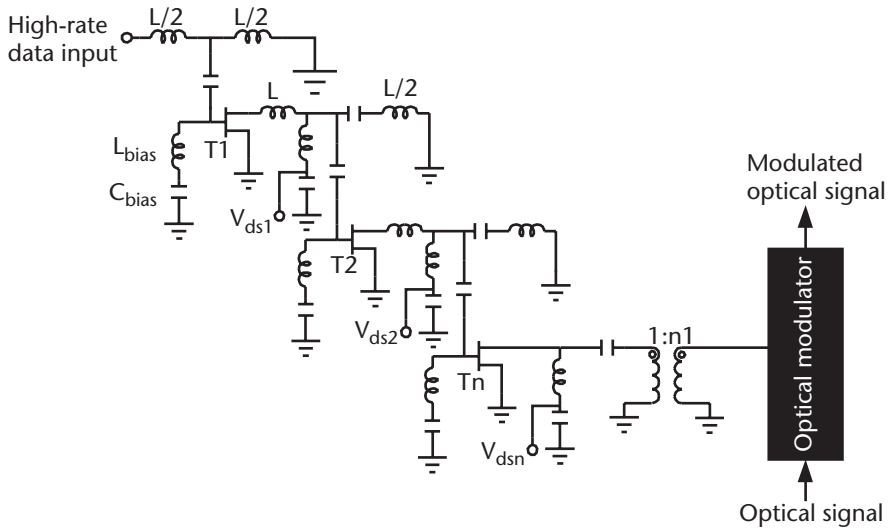 L/2
L/2
High-rate
data input
L
L/2
T1
Lbias
Cbias
Vds1
Modulated
optical signal
T2
Vds2
1:n1
Tn
Vdsn
Optical modulator
Optical signal